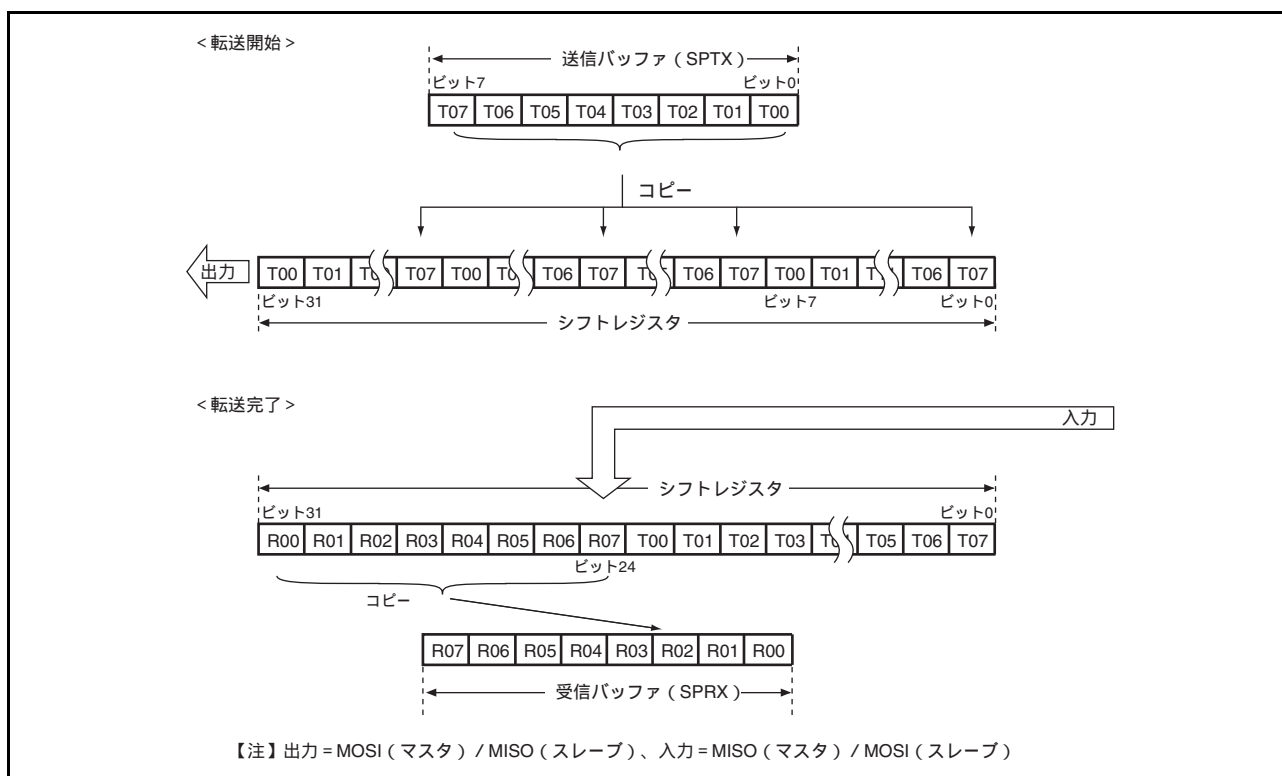 <転送開始>
送信バッファ(SPTX)
ビット7 ビット0
T07 T06 T05 T04 T03 T02 T01 T00
コピー
出力 T00 T01 T07 T00 T06 T07 T06 T07 T00 T01 T06 T07
ビット31 ビット7 ビット0
シフトレジスタ
<転送完了>
入力
シフトレジスタ
ビット31 ビット0
R00 R01 R02 R03 R04 R05 R06 R07 T00 T01 T02 T03 T05 T06 T07
ビット24
コピー
R07 R06 R05 R04 R03 R02 R01 R00
受信バッファ(SPRX)
【注】出力=MOSI(マスタ)/MISO(スレーブ)、入力=MISO(マスタ)/MOSI(スレーブ)